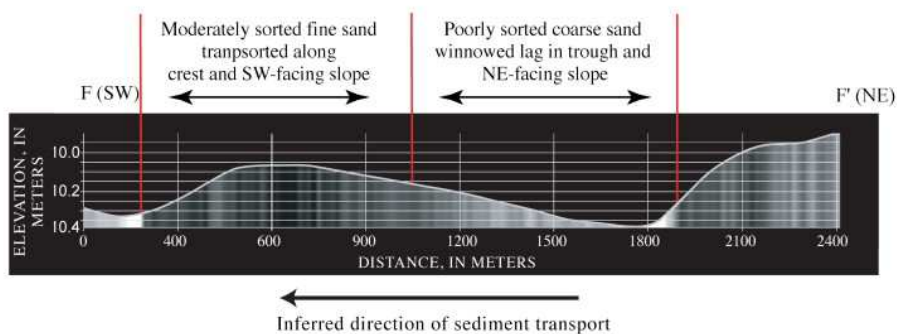 Moderately sorted fine sand
tranpsorted along
crest and SW-facing slope
Poorly sorted coarse sand
winnowed lag in trough and
NE-facing slope
F (SW)
F' (NE)
ELEVATION, IN
METERS
10.0
10.2
10.4
0 400 600 900 1200 1500 1800 2100 2400
DISTANCE, IN METERS
Inferred direction of sediment transport